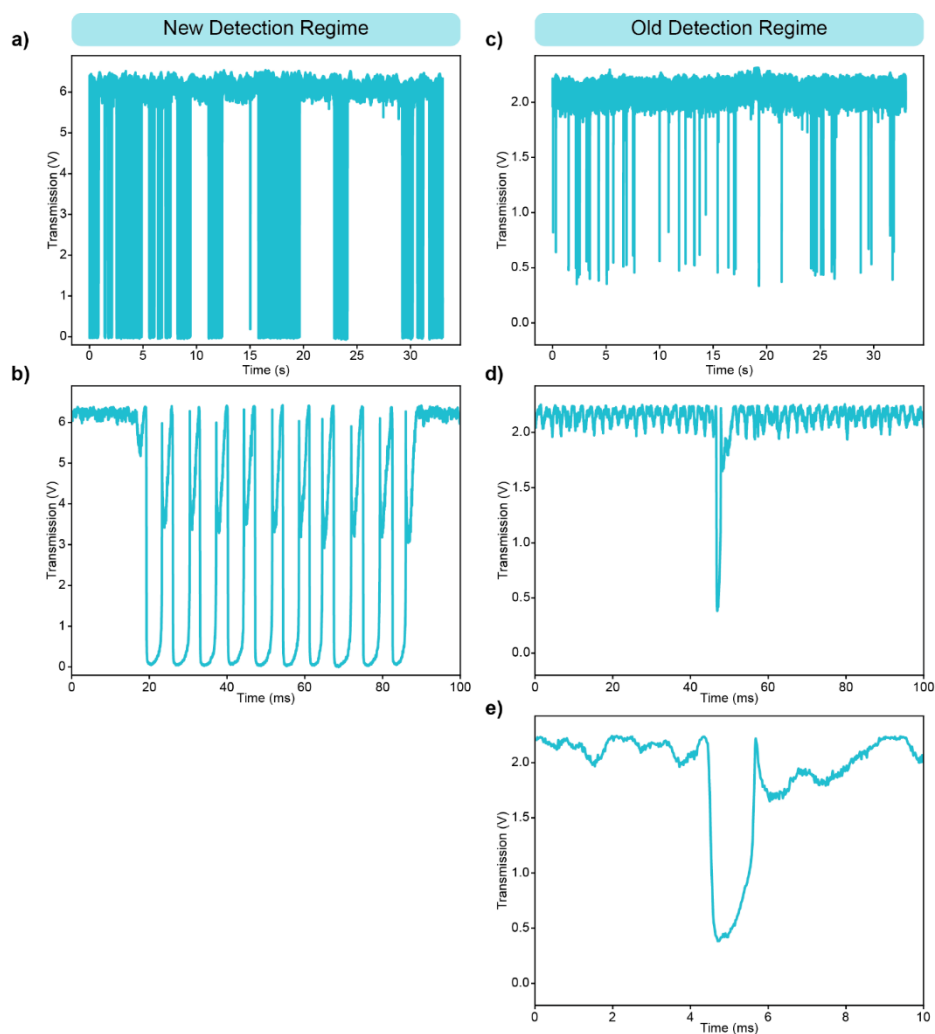 New Detection Regime
Old Detection Regime
a)
Transmission (V)
6
5
4
3
2
1
0
0 5 10 15 20 25 30
Time (s)
c)
Transmission (V)
2.0
1.5
1.0
0.5
0.0
0 5 10 15 20 25 30
Time (s)
b)
Transmission (V)
6
5
4
3
2
1
0
0 20 40 60 80 100
Time (ms)
d)
Transmission (V)
2.0
1.5
1.0
0.5
0.0
0 20 40 60 80 100
Time (ms)
e)
Transmission (V)
2.0
1.5
1.0
0.5
0.0
0 2 4 6 8 10
Time (ms)